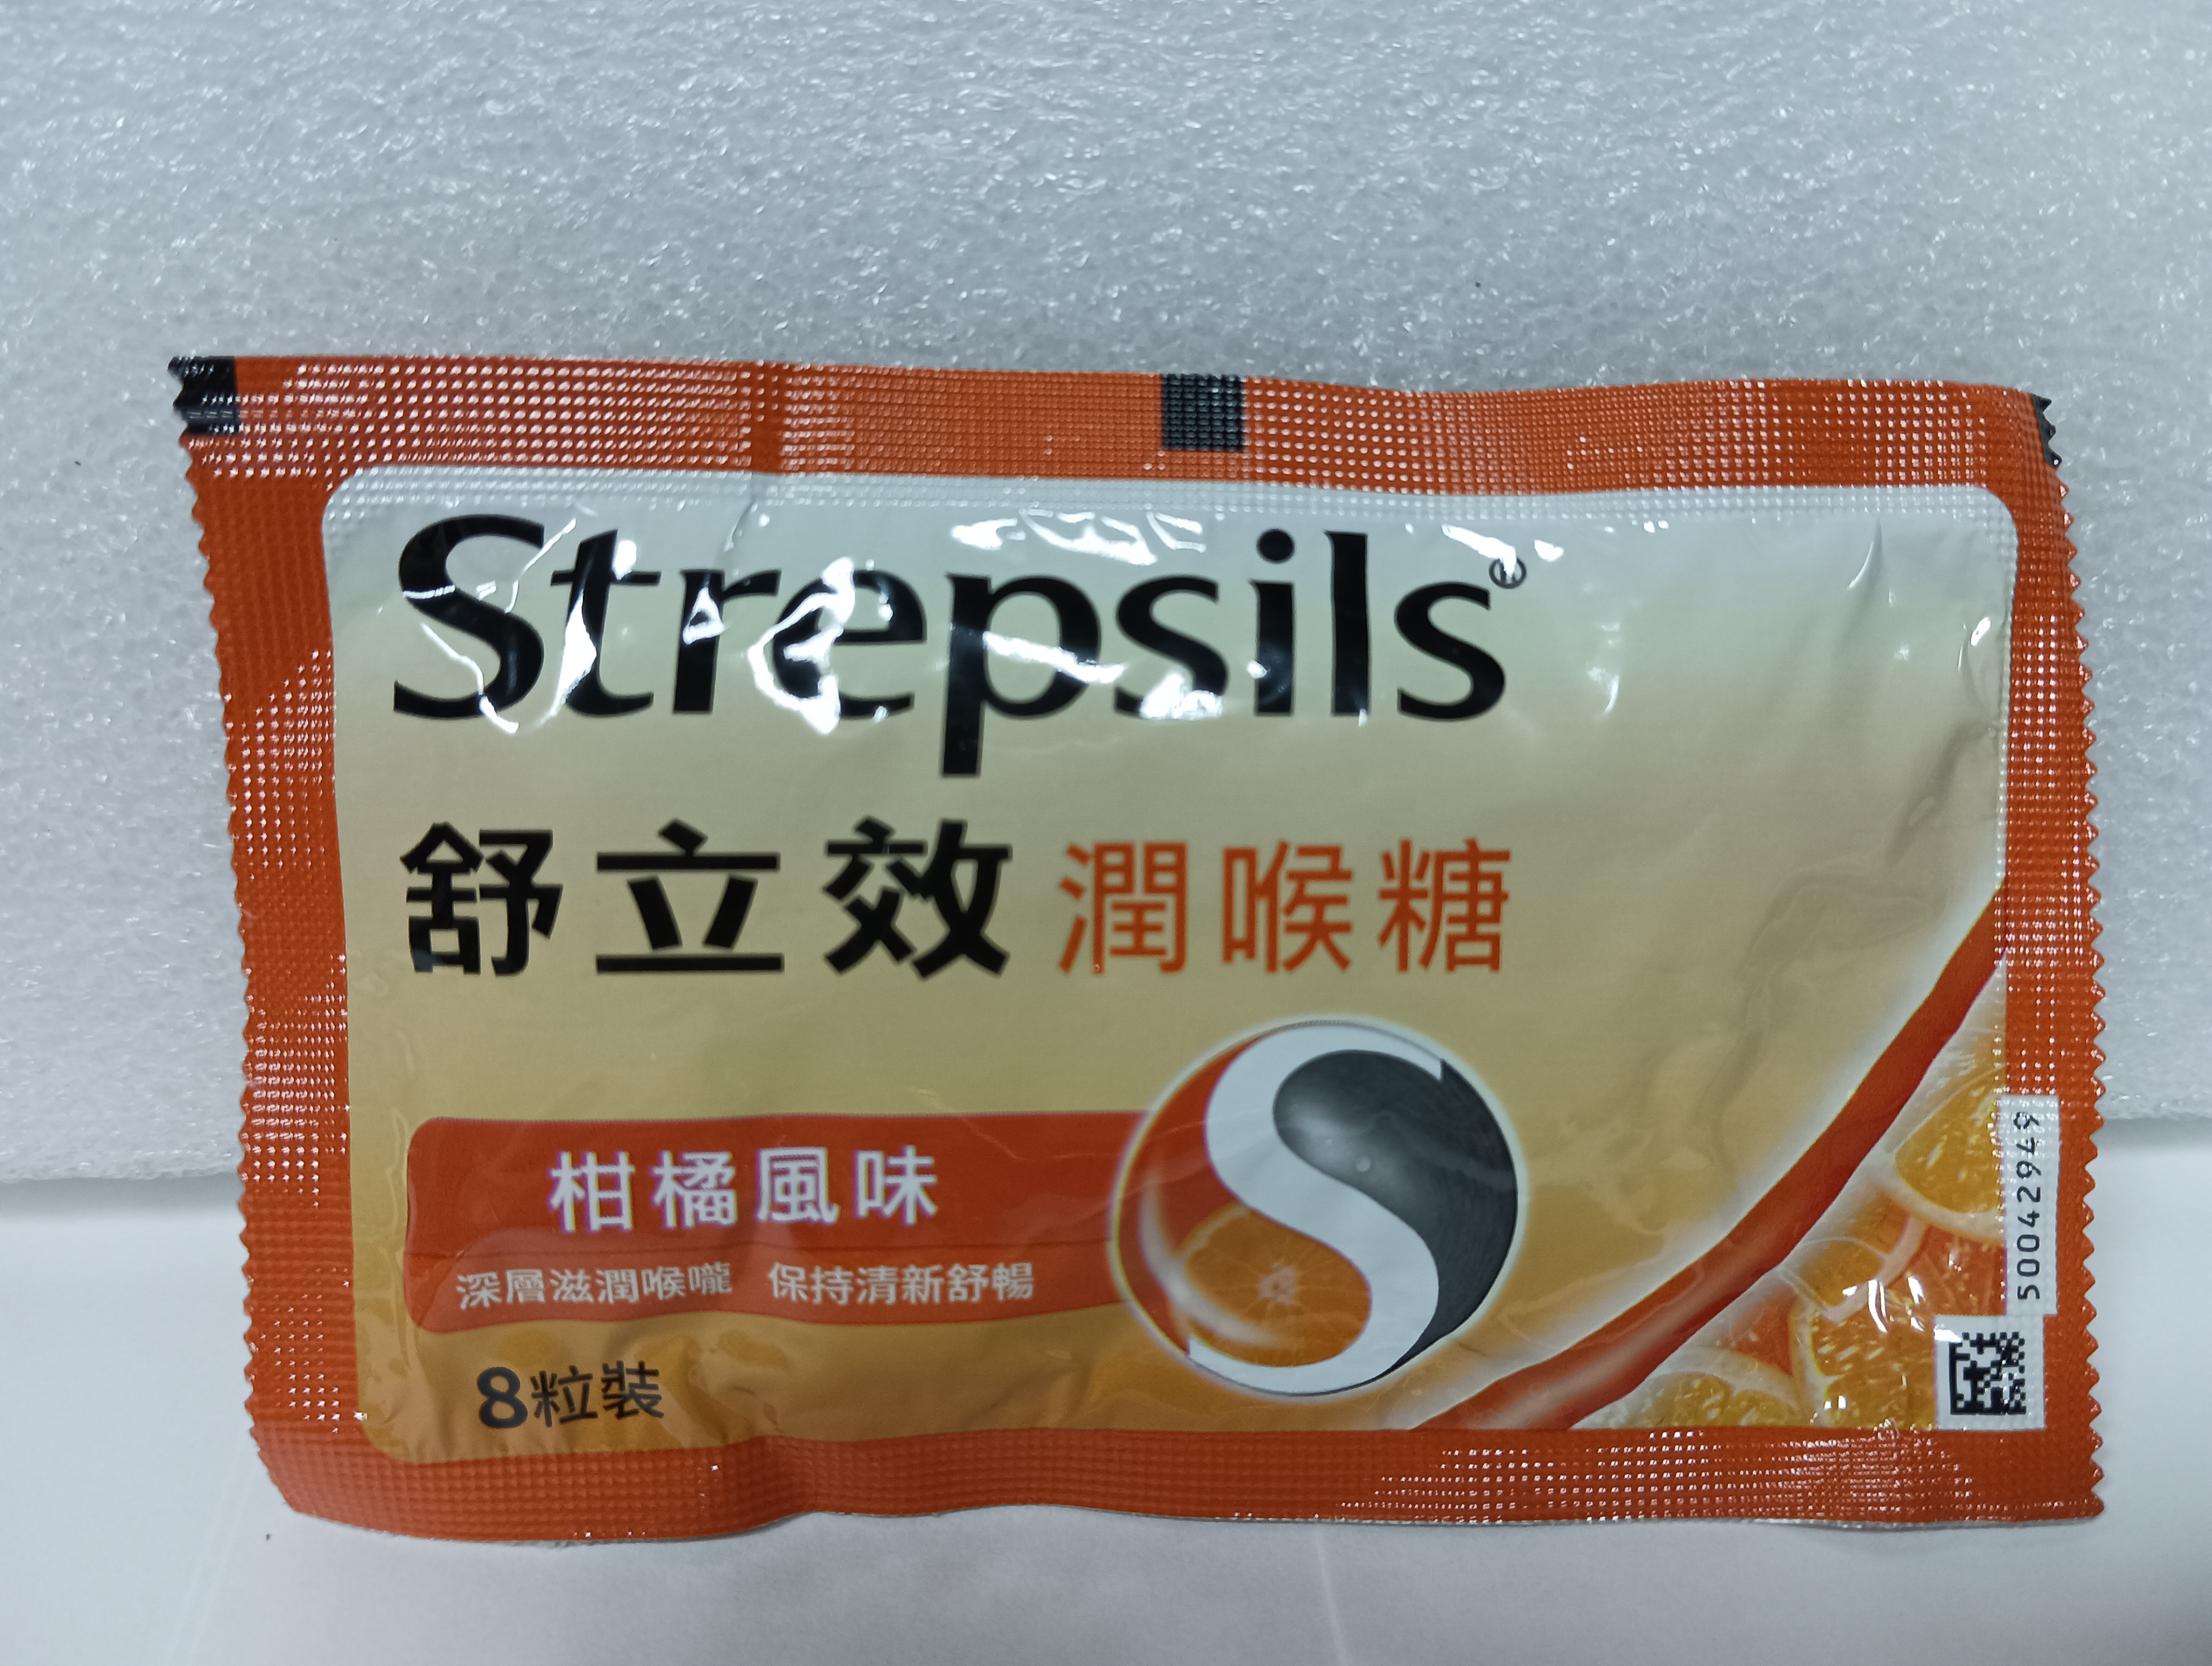 Strepsils®
舒立效 潤喉糖
柑橘風味
深層滋潤喉嚨 保持清新舒暢
8粒裝
50042949